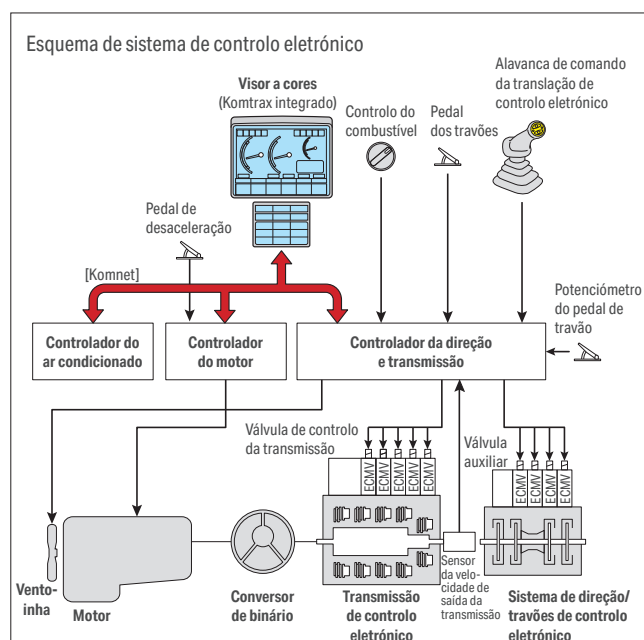 Esquema de sistema de controlo eletrónico
Visor a cores
(Komtrax integrado)
Controlo do
combustível
Pedal
dos travões
Alavanca de comando
da translação de
controlo eletrónico
Pedal de
desaceleração
[Komnet]
Potenciómetro
do pedal de
travão
Controlador do
ar condicionado
Controlador
do motor
Controlador da direção
e transmissão
Válvula de controlo
da transmissão
ECMV
ECMV
ECMV
ECMV
ECMV
Válvula
auxiliar
ECMV
ECMV
ECMV
ECMV
Vento-
inha
Motor
Conversor
de binário
Transmissão
de controlo
eletrónico
Sensor
da velo-
cidade de
saída da
transmissão
Sistema de direção/
travões de controlo
eletrónico